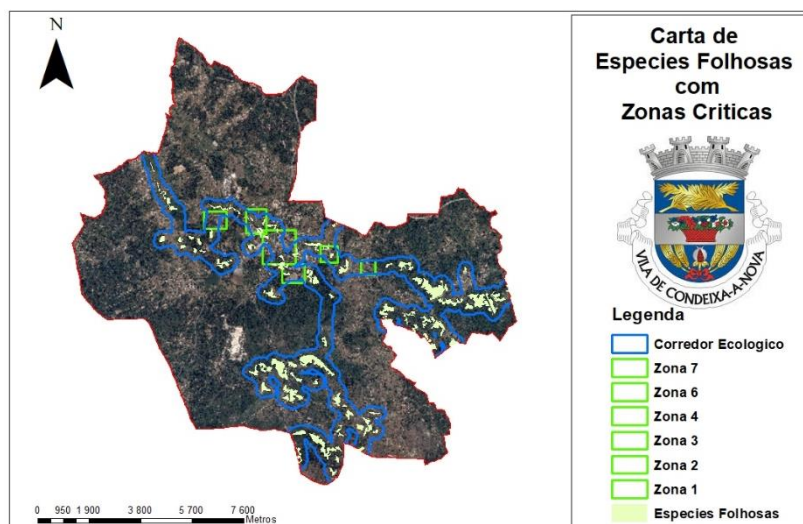 N
Carta de
Especies Folhosas
com
Zonas Criticas
VILA DE CONDEIXA-A-NOVA
Legenda
Corredor Ecologico
Zona 7
Zona 6
Zona 4
Zona 3
Zona 2
Zona 1
Especies Folhosas
0 950 1 900 3 800 5 700 7 600
Metros